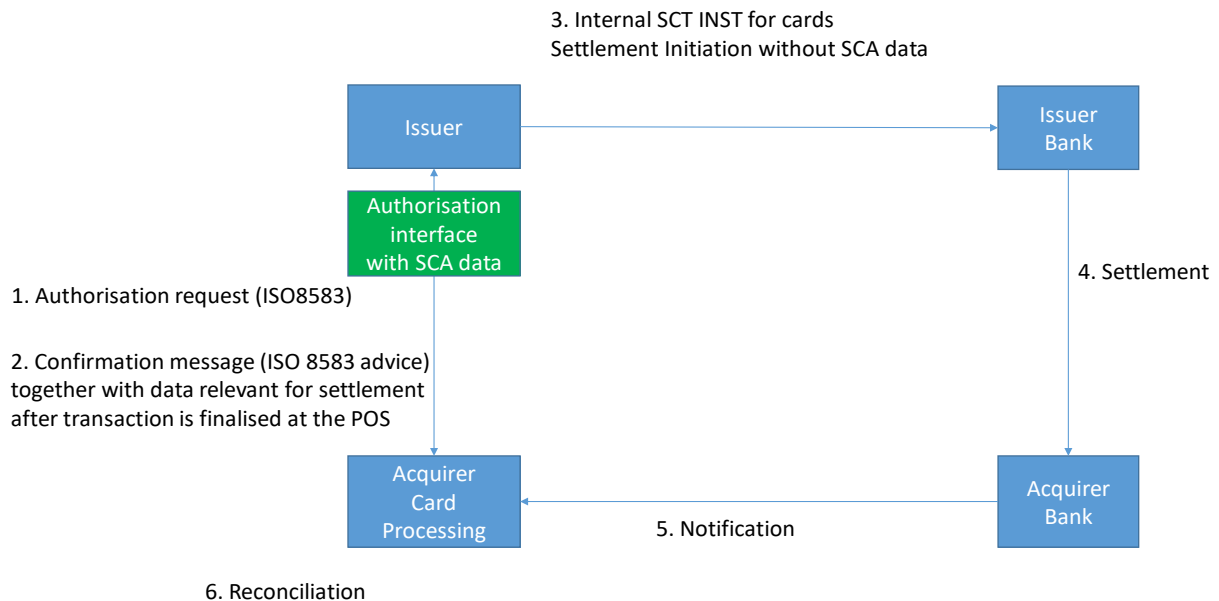 3. Internal SCT INST for cards
Settlement Initiation without SCA data
Issuer
Issuer
Bank
Authorisation
interface
with SCA data
1. Authorisation request (ISO8583)
4. Settlement
2. Confirmation message (ISO 8583 advice)
together with data relevant for settlement
after transaction is finalised at the POS
Acquirer
Card
Processing
Acquirer
Bank
5. Notification
6. Reconciliation